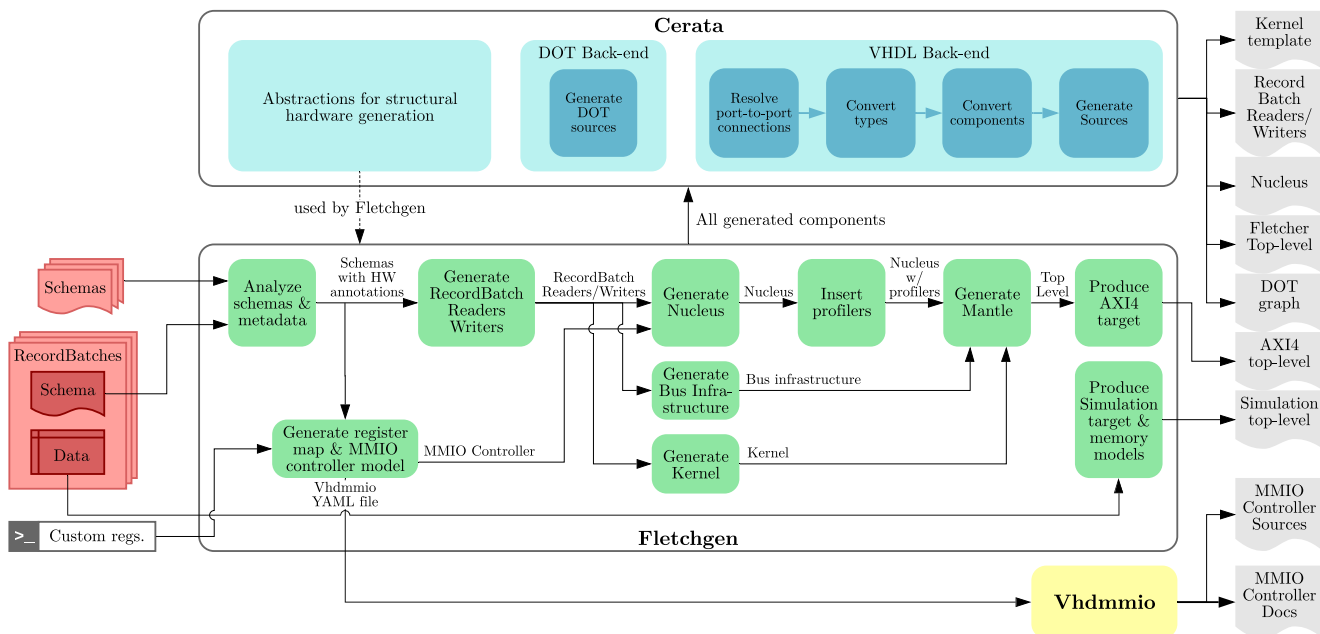 Cerata
Abstractions for structural
hardware generation
DOT Back-end
Generate
DOT
sources
VHDL Back-end
Resolve
port-to-port
connections
Convert
types
Convert
components
Generate
Sources
used by Fletchgen
All generated components
Schemas
RecordBatches
Schema
Data
>_ Custom regs.
Analyze
schemas &
metadata
Schemas
with HW
annotations
Generate
RecordBatch
Readers
Writers
RecordBatch
Readers/Writers
Generate
Nucleus
Nucleus
Insert
profilers
Nucleus
w/
profilers
Generate
Mantle
Top
Level
Produce
AXI4
target
Generate
Bus Infra-
structure
Bus infrastructure
Produce
Simulation
target &
memory
models
Generate register
map & MMIO
controller model
MMIO Controller
Generate
Kernel
Kernel
Vhdmmio
YAML file
Fletchgen
Vhdmmio
Kernel
template
Record
Batch
Readers/
Writers
Nucleus
Fletcher
Top-level
DOT
graph
AXI4
top-level
Simulation
top-level
MMIO
Controller
Sources
MMIO
Controller
Docs